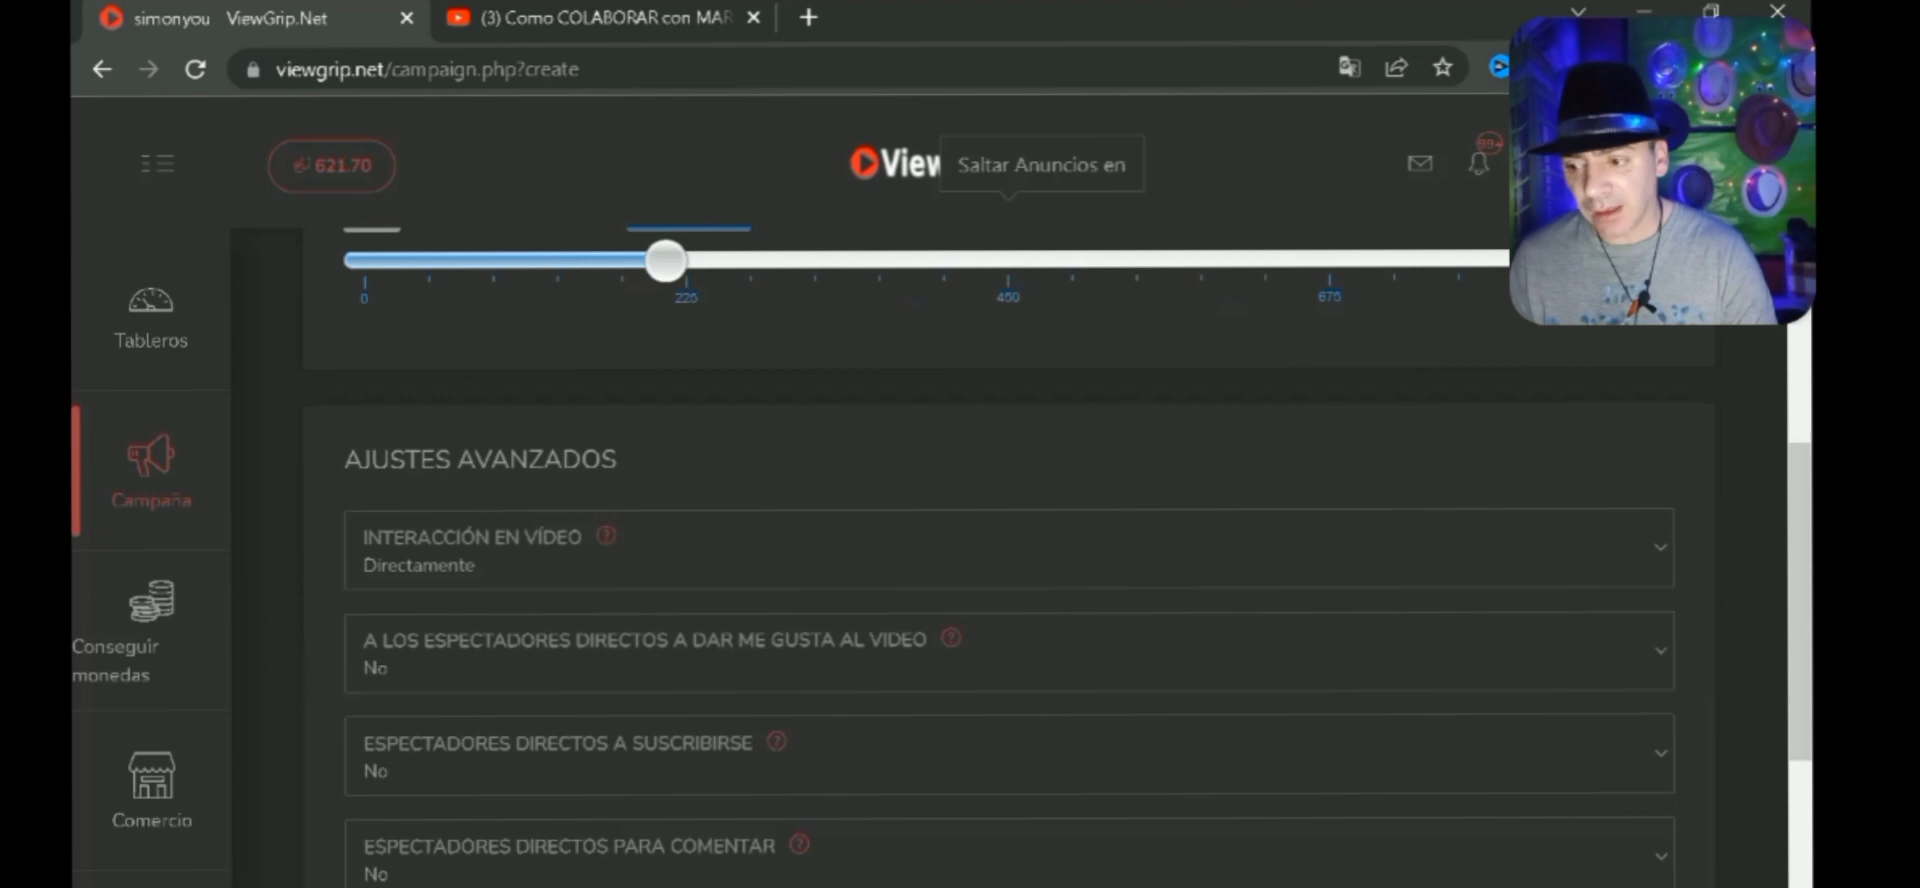 simonyou ViewGrip.Net
(3) Como COLABORAR con MAR
viewgrip.net/campaign.php?create
621.70
View
Saltar Anuncios en
99+
0 225 450 675
Tableros
Campaña
Conseguir
monedas
Comercio
AJUSTES AVANZADOS
INTERACCIÓN EN VÍDEO ?
Directamente
A LOS ESPECTADORES DIRECTOS A DAR ME GUSTA AL VIDEO ?
No
ESPECTADORES DIRECTOS A SUSCRIBIRSE ?
No
ESPECTADORES DIRECTOS PARA COMENTAR ?
No